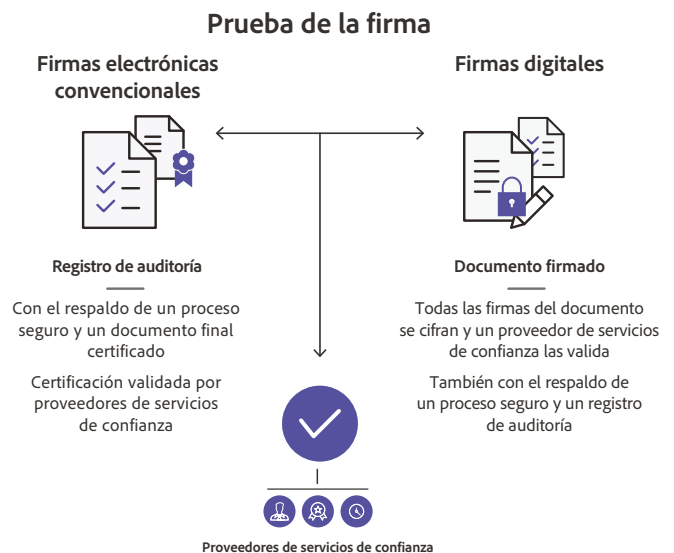 Prueba de la firma
Firmas electrónicas
convencionales
Firmas digitales
Registro de auditoría
Con el respaldo de un proceso
seguro y un documento final
certificado
Certificación validada por
proveedores de servicios
de confianza
Documento firmado
Todas las firmas del documento
se cifran y un proveedor de servicios
de confianza las valida
También con el respaldo de
un proceso seguro y un registro
de auditoría
Proveedores de servicios de confianza